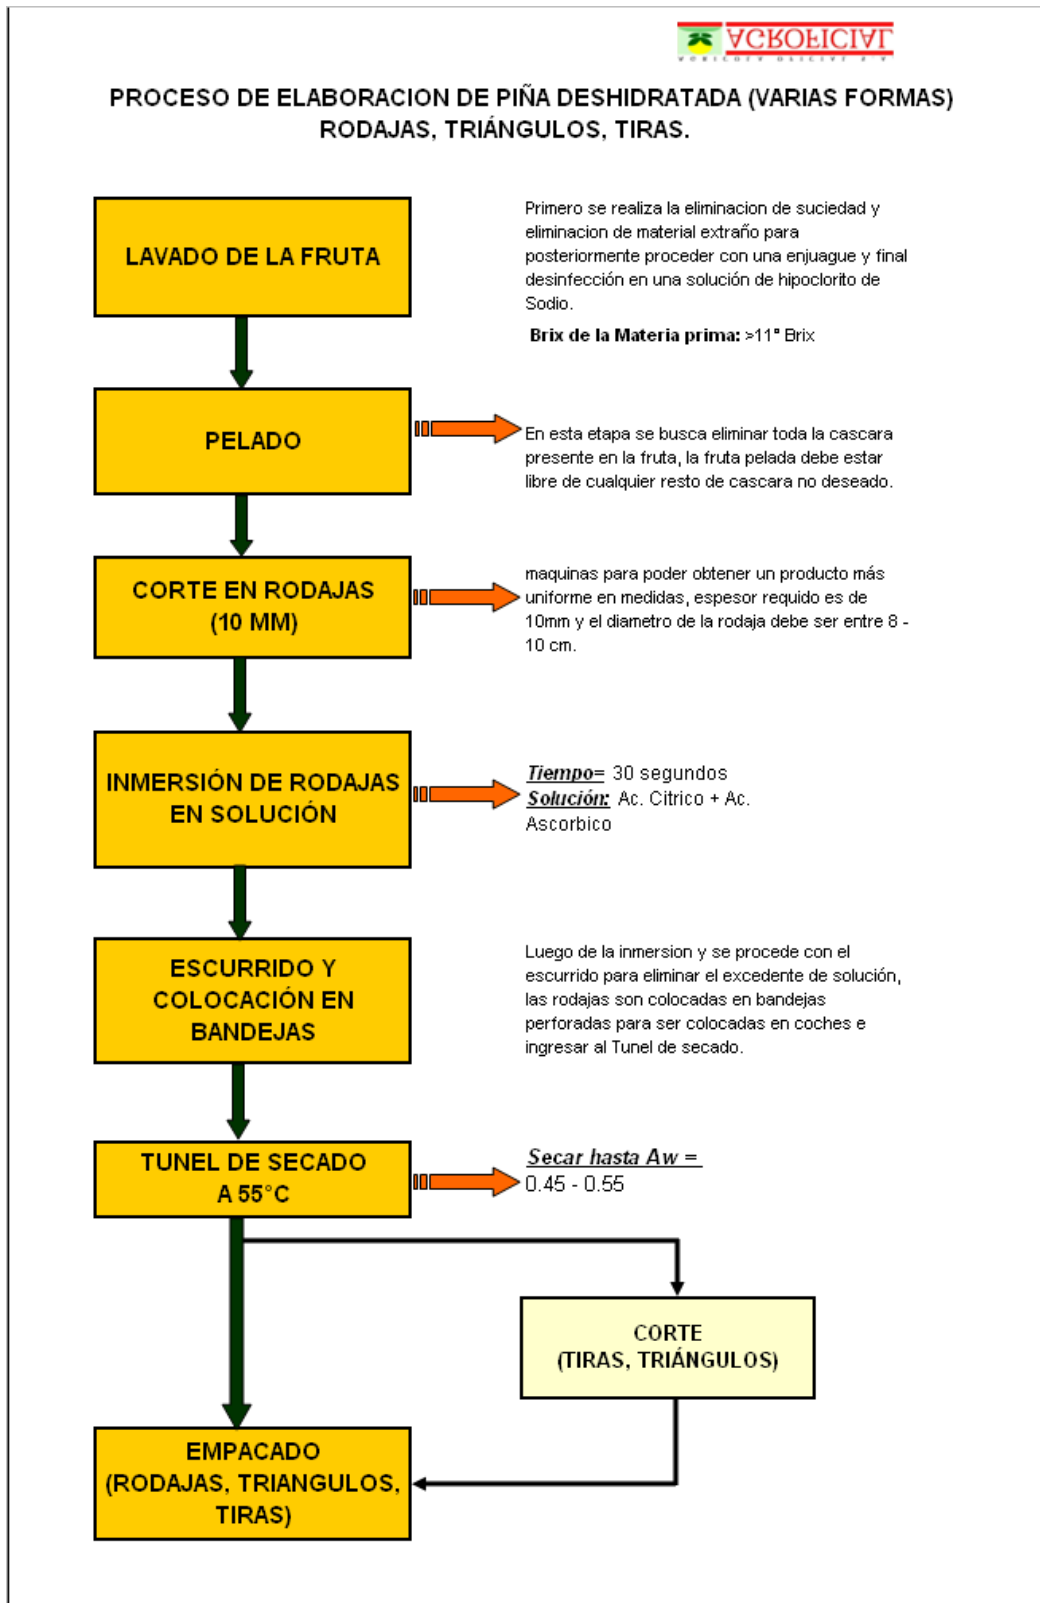 AGROFICIAL
AGRICOLA OFICIAL S A
PROCESO DE ELABORACION DE PIÑA DESHIDRATADA (VARIAS FORMAS)
RODAJAS, TRIÁNGULOS, TIRAS.
LAVADO DE LA FRUTA
Primero se realiza la eliminacion de suciedad y
eliminacion de material extraño para
posteriormente proceder con una enjuague y final
desinfección en una solución de hipoclorito de
Sodio.
Brix de la Materia prima: >11° Brix
PELADO
En esta etapa se busca eliminar toda la cascara
presente en la fruta, la fruta pelada debe estar
libre de cualquier resto de cascara no deseado.
CORTE EN RODAJAS
(10 MM)
maquinas para poder obtener un producto más
uniforme en medidas, espesor requido es de
10mm y el diametro de la rodaja debe ser entre 8 -
10 cm.
INMERSIÓN DE RODAJAS
EN SOLUCIÓN
Tiempo= 30 segundos
Solución: Ac. Citrico + Ac.
Ascorbico
ESCURRIDO Y
COLOCACIÓN EN
BANDEJAS
Luego de la inmersion y se procede con el
escurrido para eliminar el excedente de solución,
las rodajas son colocadas en bandejas
perforadas para ser colocadas en coches e
ingresar al Tunel de secado.
TUNEL DE SECADO
A 55°C
Secar hasta Aw =
0.45 - 0.55
CORTE
(TIRAS, TRIÁNGULOS)
EMPACADO
(RODAJAS, TRIANGULOS,
TIRAS)